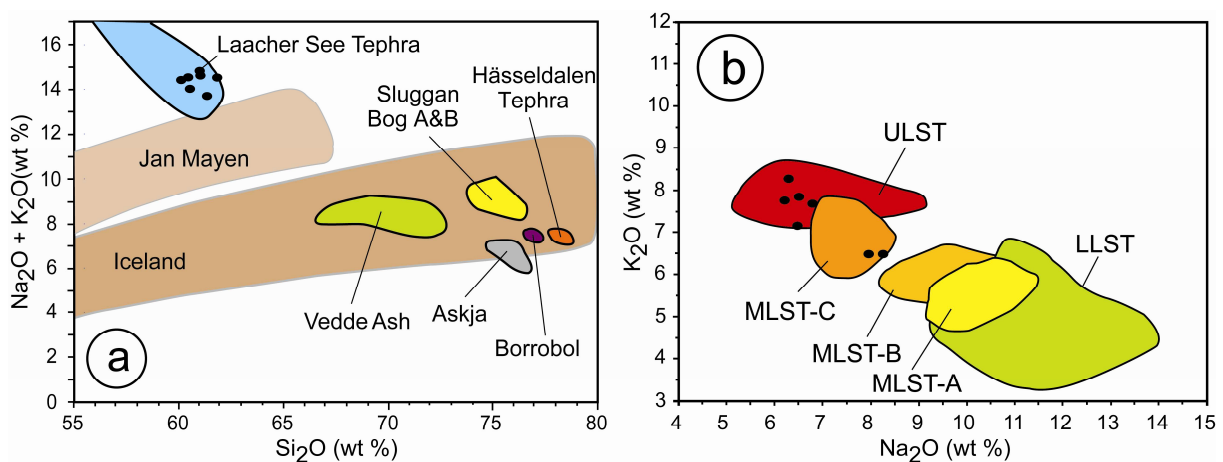 16
14
12
10
8
6
4
2
0
Na2O + K2O(wt %)
55
60
65
70
75
80
Si2O (wt %)
Laacher See Tephra
Jan Mayen
Iceland
Sluggan
Bog A&B
Hässeldalen
Tephra
Vedde Ash
Askja
Borrobol
a
12
11
10
9
8
7
6
5
4
3
K2O (wt %)
4
5
6
7
8
9
10
11
12
13
14
15
Na2O (wt %)
b
ULST
MLST-C
MLST-B
MLST-A
LLST